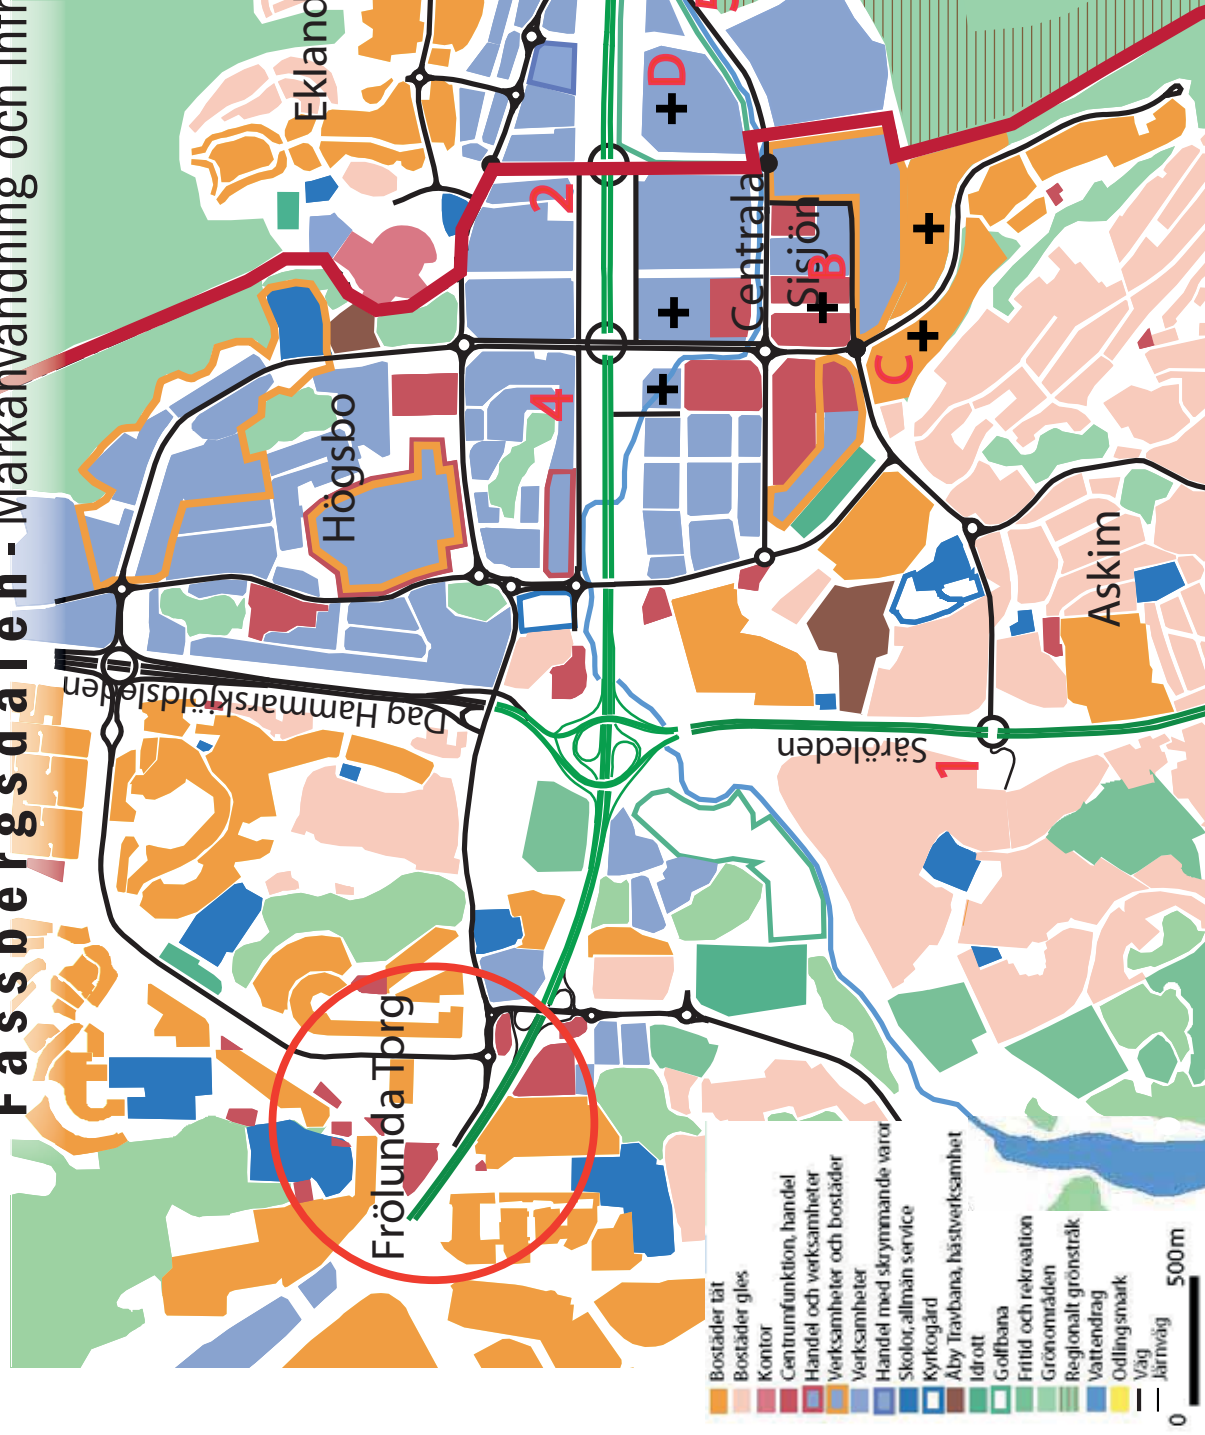 Fassbergsdalen - Markanvändning och infr
Eklano
Högsbo
Dag Hammarskjöldsleden
Frölunda Torg
Centrala
Sisjön
Askim
Säröleden
1
2
4
B
C
D
Bostäder tät
Bostäder gles
Kontor
Centrumfunktion, handel
Handel och verksamheter
Verksamheter och bostäder
Verksamheter
Handel med skrymmande varor
Skolor, allmän service
Kyrkogård
Åby Travbana, hästverksamhet
Idrott
Golfbana
Fritid och rekreation
Grönområden
Regionalt grönstråk
Vattendrag
Odlingsmark
Väg
Järnväg
0 500m